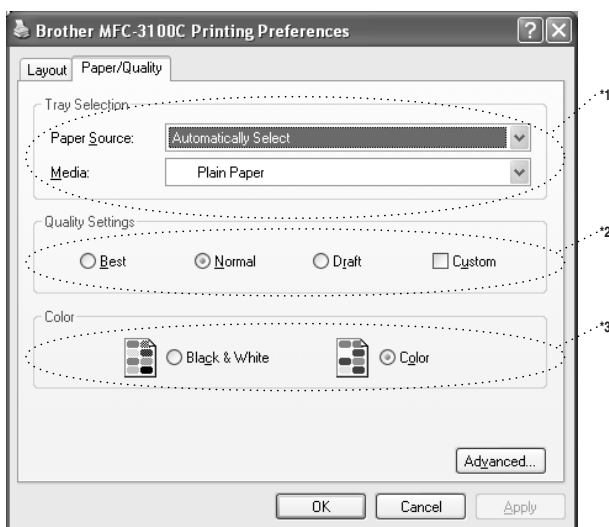 Brother MFC-3100C Printing Preferences
Layout Paper/Quality
*1
Tray Selection
Paper Source: Automatically Select
Media: Plain Paper
Quality Settings
*2
Best Normal Draft Custom
Color
*3
Black & White Color
Advanced...
OK Cancel Apply